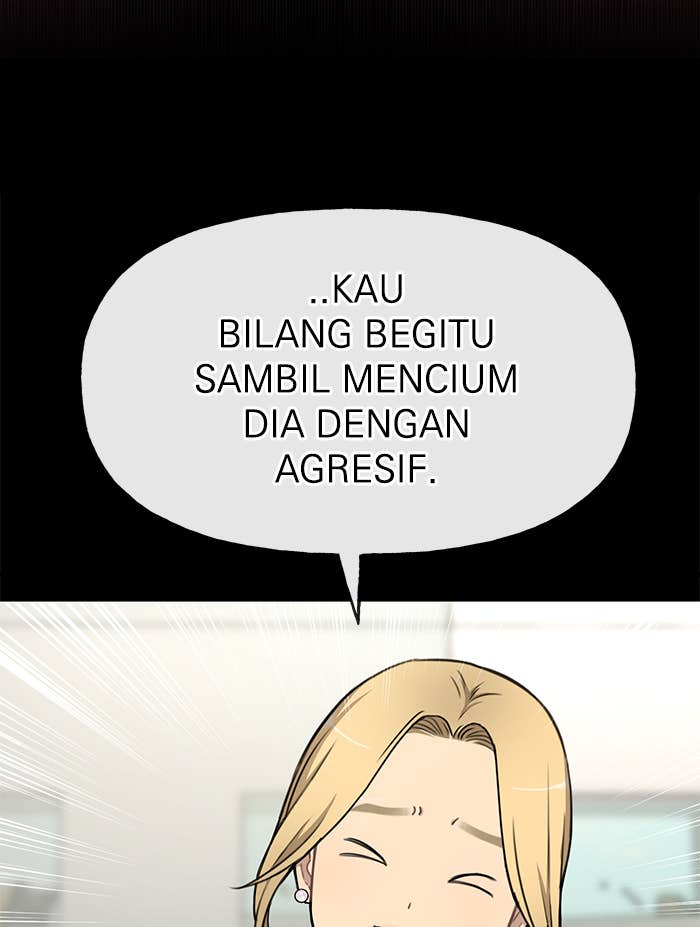 ..KAU
BILANG BEGITU
SAMBIL MENCIUM
DIA DENGAN
AGRESIF.